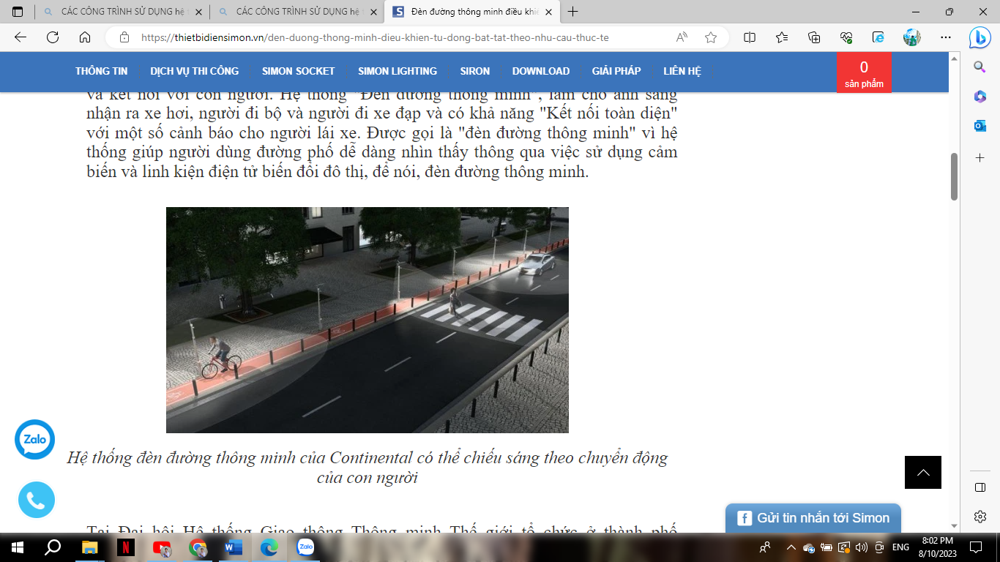 CÁC CÔNG TRÌNH SỬ DỤNG hệ
CÁC CÔNG TRÌNH SỬ DỤNG hệ
Đèn đường thông minh điều khiể
https://thietbidiensimon.vn/den-duong-thong-minh-dieu-khien-tu-dong-bat-tat-theo-nhu-cau-thuc-te
THÔNG TIN
DỊCH VỤ THI CÔNG
SIMON SOCKET
SIMON LIGHTING
SIRON
DOWNLOAD
GIẢI PHÁP
LIÊN HỆ
0
sản phẩm
và kết nối với con người. Hệ thống "Đèn đường thông minh", làm cho ánh sáng
nhận ra xe hơi, người đi bộ và người đi xe đạp và có khả năng "Kết nối toàn diện"
với một số cảnh báo cho người lái xe. Được gọi là "đèn đường thông minh" vì hệ
thống giúp người dùng đường phố dễ dàng nhìn thấy thông qua việc sử dụng cảm
biến và linh kiện điện tử biến đổi đô thị, để nói, đèn đường thông minh.
Zalo
Hệ thống đèn đường thông minh của Continental có thể chiếu sáng theo chuyển động
của con người
Gửi tin nhắn tới Simon
Tại Đại hội Hệ thống Giao thông Thông minh Thế giới tổ chức ở thành phố
Zalo
ENG
8:02 PM
8/10/2023